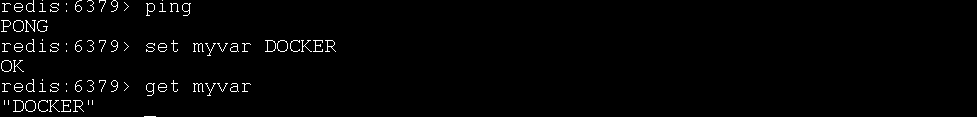 redis:6379> ping
PONG
redis:6379> set myvar DOCKER
OK
redis:6379> get myvar
"DOCKER"